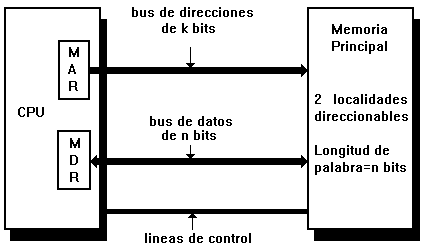 bus de direcciones
de k bits
M
A
R
CPU
bus de datos
de n bits
M
D
R
Memoria
Principal
2 localidades
direccionables
Longitud de
palabra=n bits
lineas de control